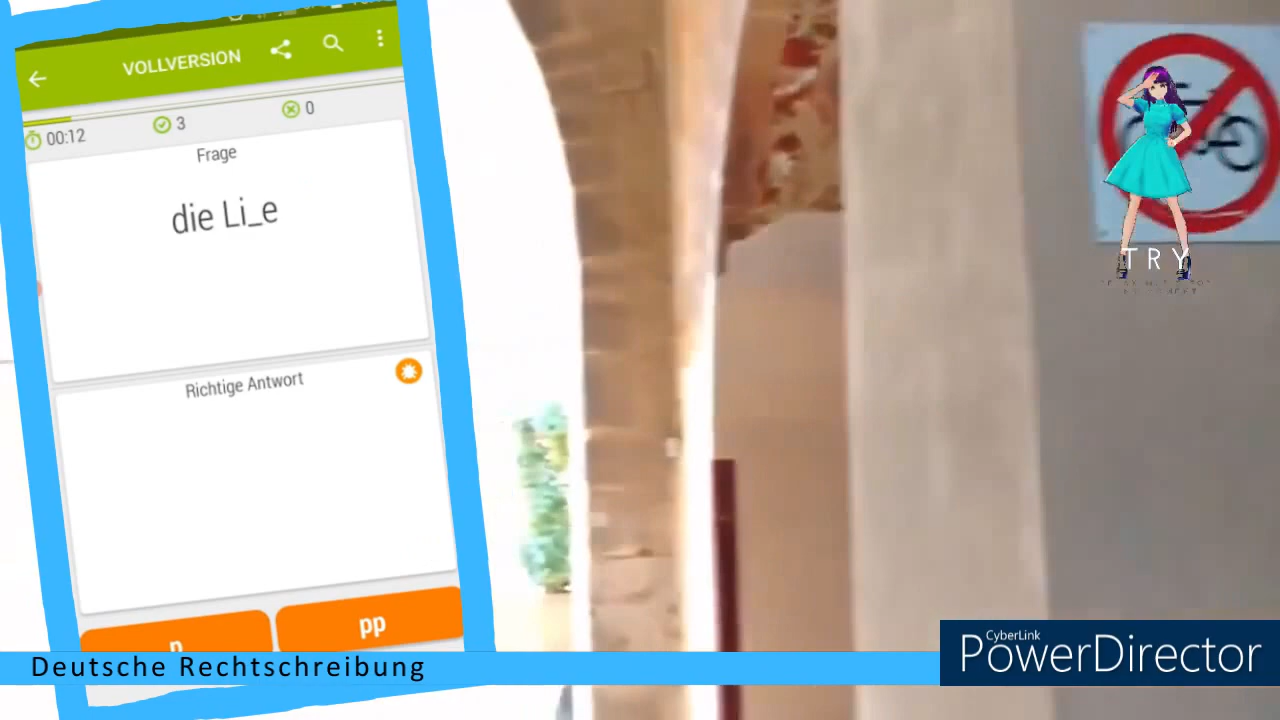 VOLLVERSION
00:12
3
0
Frage
die Li_e
Richtige Antwort
p
pp
Deutsche Rechtschreibung
TRY
CyberLink
PowerDirector